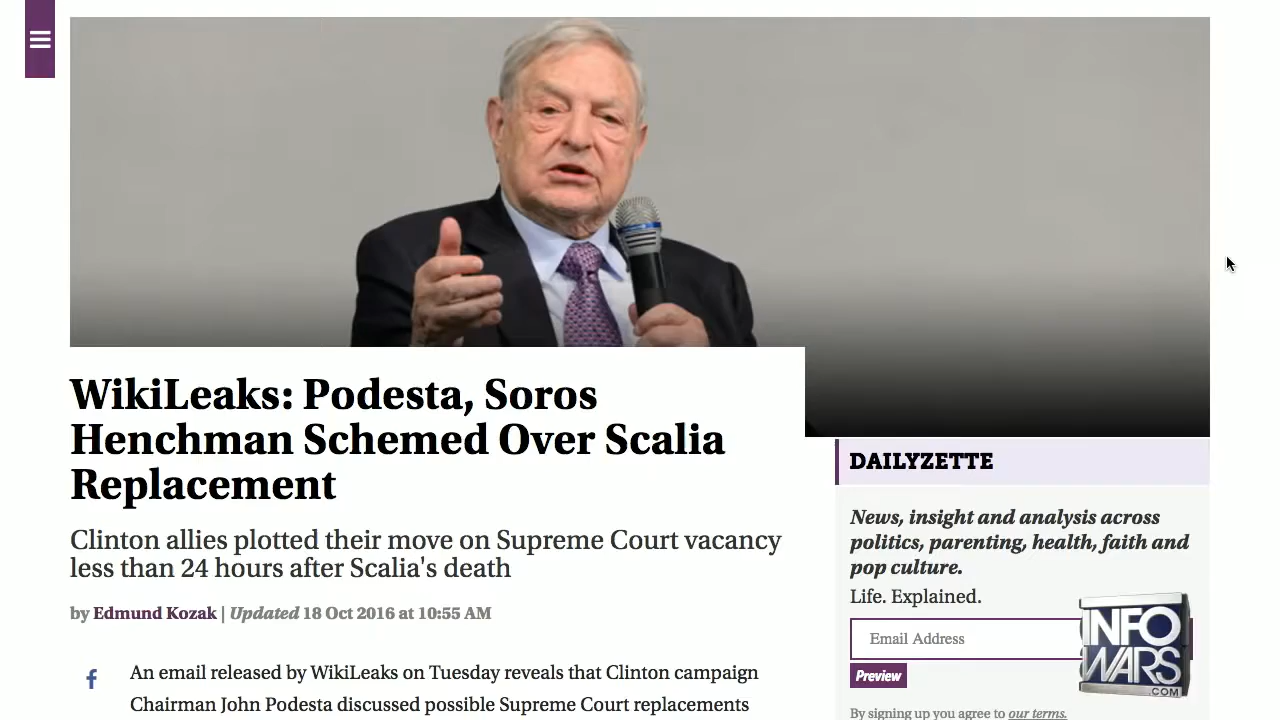 WikiLeaks: Podesta, Soros
Henchman Schemed Over Scalia
Replacement
Clinton allies plotted their move on Supreme Court vacancy
less than 24 hours after Scalia's death
by Edmund Kozak | Updated 18 Oct 2016 at 10:55 AM
f
An email released by WikiLeaks on Tuesday reveals that Clinton campaign
Chairman John Podesta discussed possible Supreme Court replacements
DAILYZETTE
News, insight and analysis across
politics, parenting, health, faith and
pop culture.
Life. Explained.
Email Address
Preview
By signing up you agree to our terms.
INFO
WARS
.COM